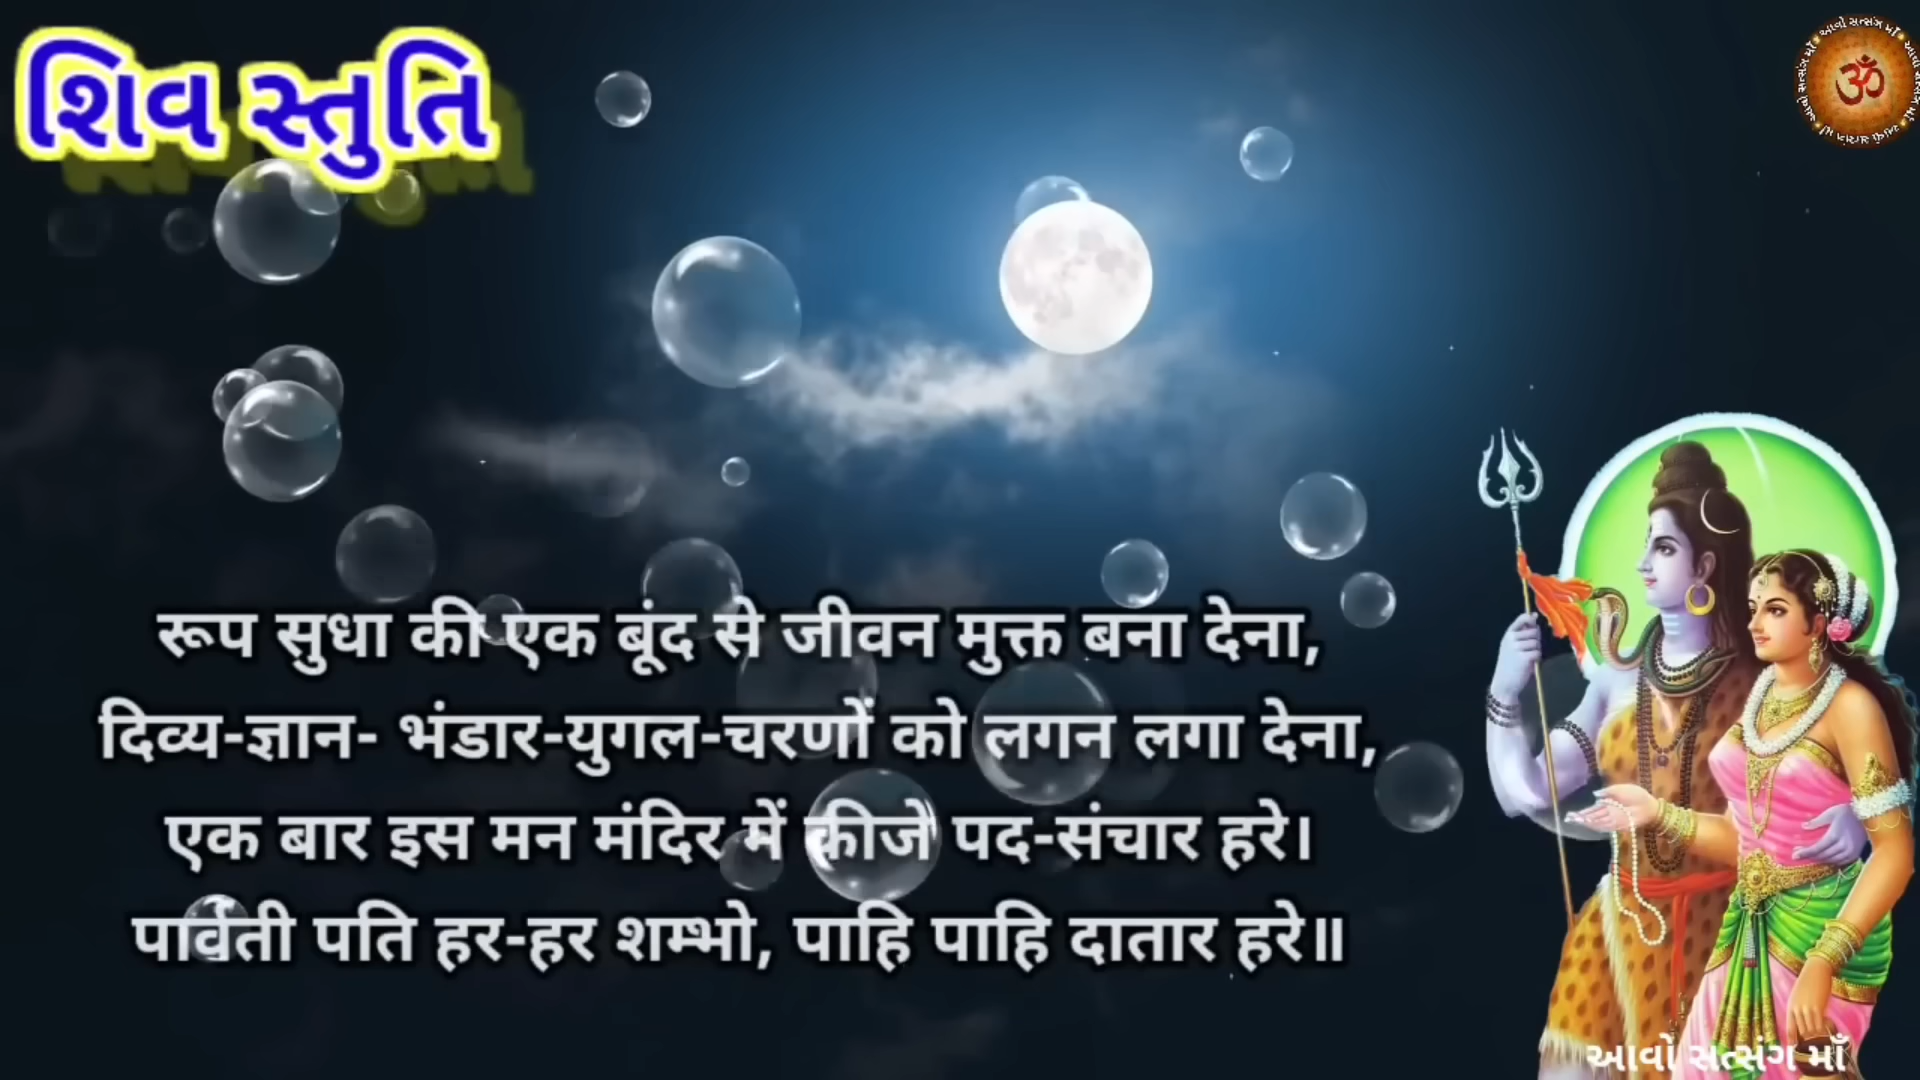 શિવ સ્તુતિ
ૐ
रूप सुधा की एक बूंद से जीवन मुक्त बना देना,
दिव्य-ज्ञान- भंडार-युगल-चरणों को लगन लगा देना,
एक बार इस मन मंदिर में कीजे पद-संचार हरे।
पार्वती पति हर-हर शम्भो, पाहि पाहि दातार हरे॥
આવો સત્સંગ માઁ